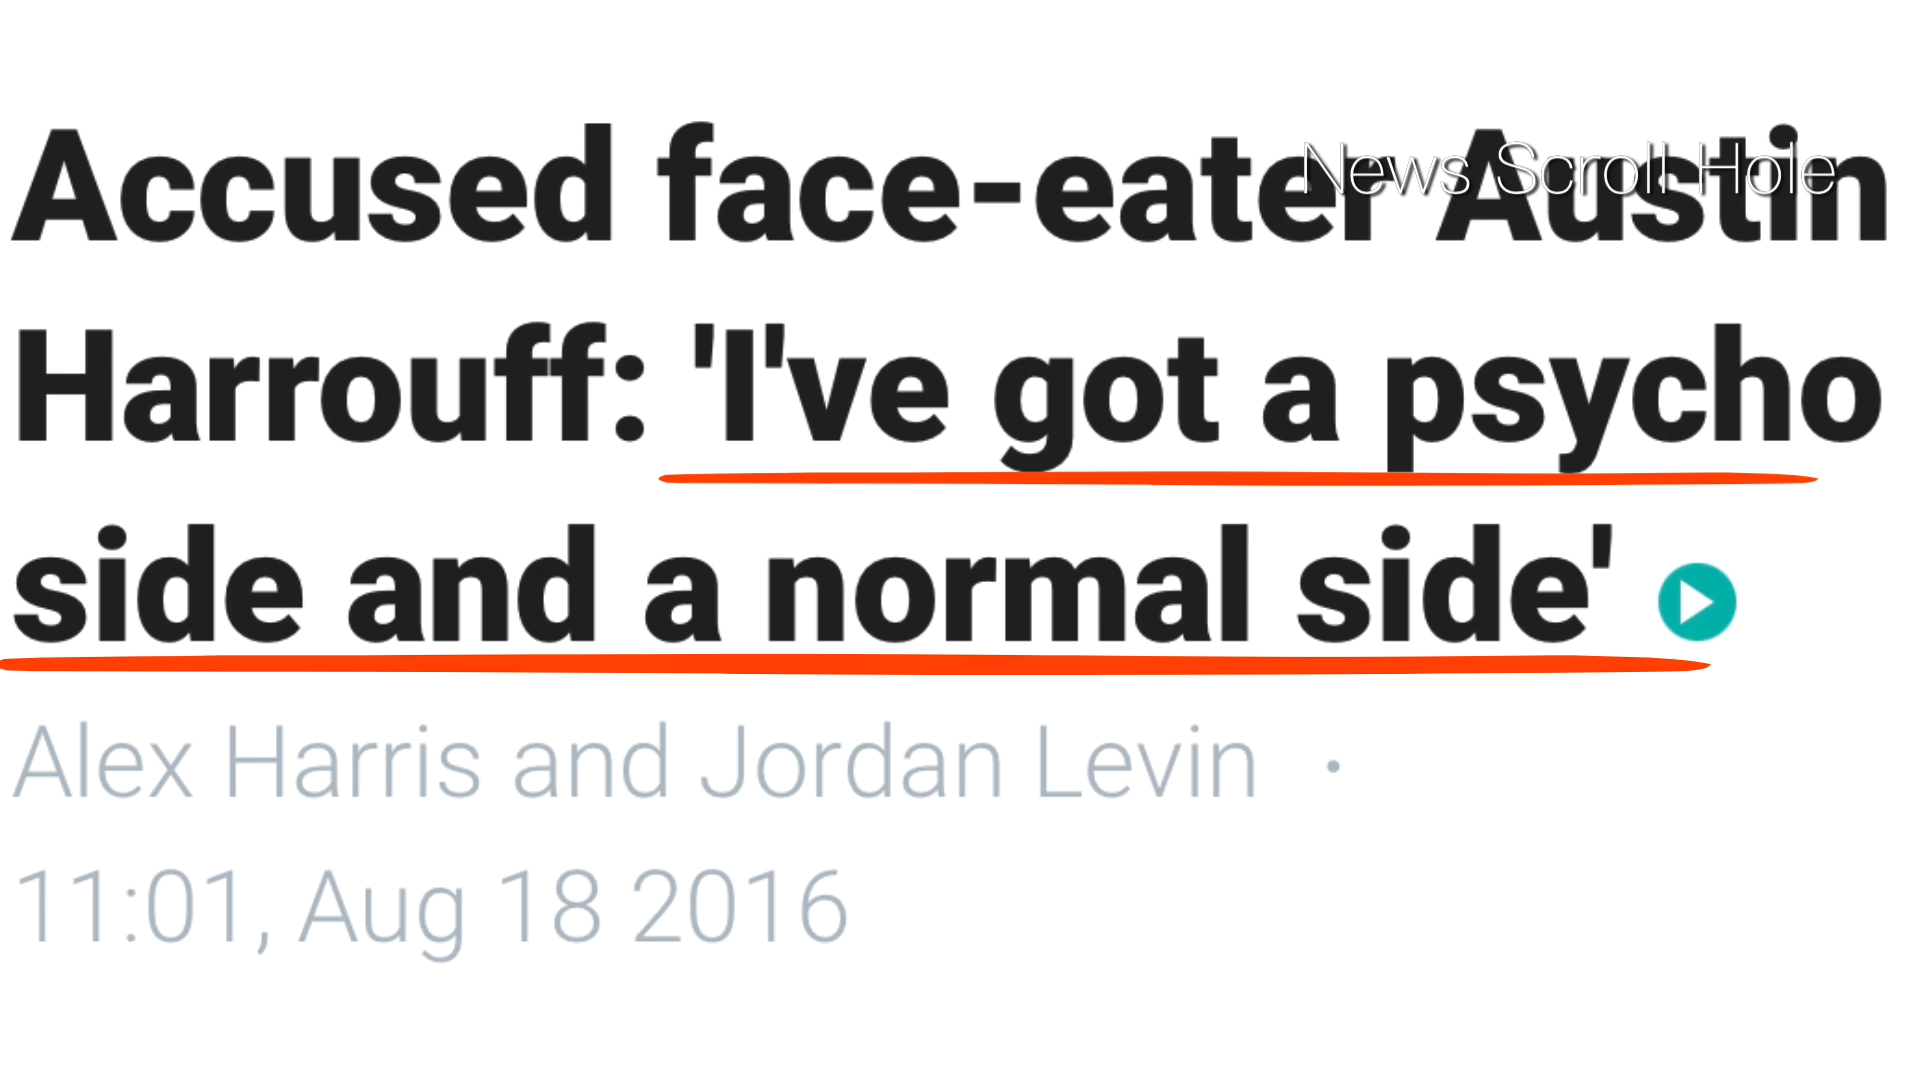 News Scroll Hole
Accused face-eater Austin
Harrouff: 'I've got a psycho
side and a normal side'
Alex Harris and Jordan Levin •
11:01, Aug 18 2016